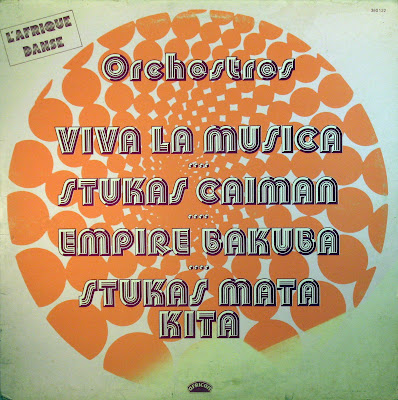 L'AFRIQUE
DANSE
Orchestres
VIVA LA MUSICA
....
STUKAS CAIMAN
....
EMPIRE BAKUBA
....
STUKAS MATA
KITA
AFRICAN